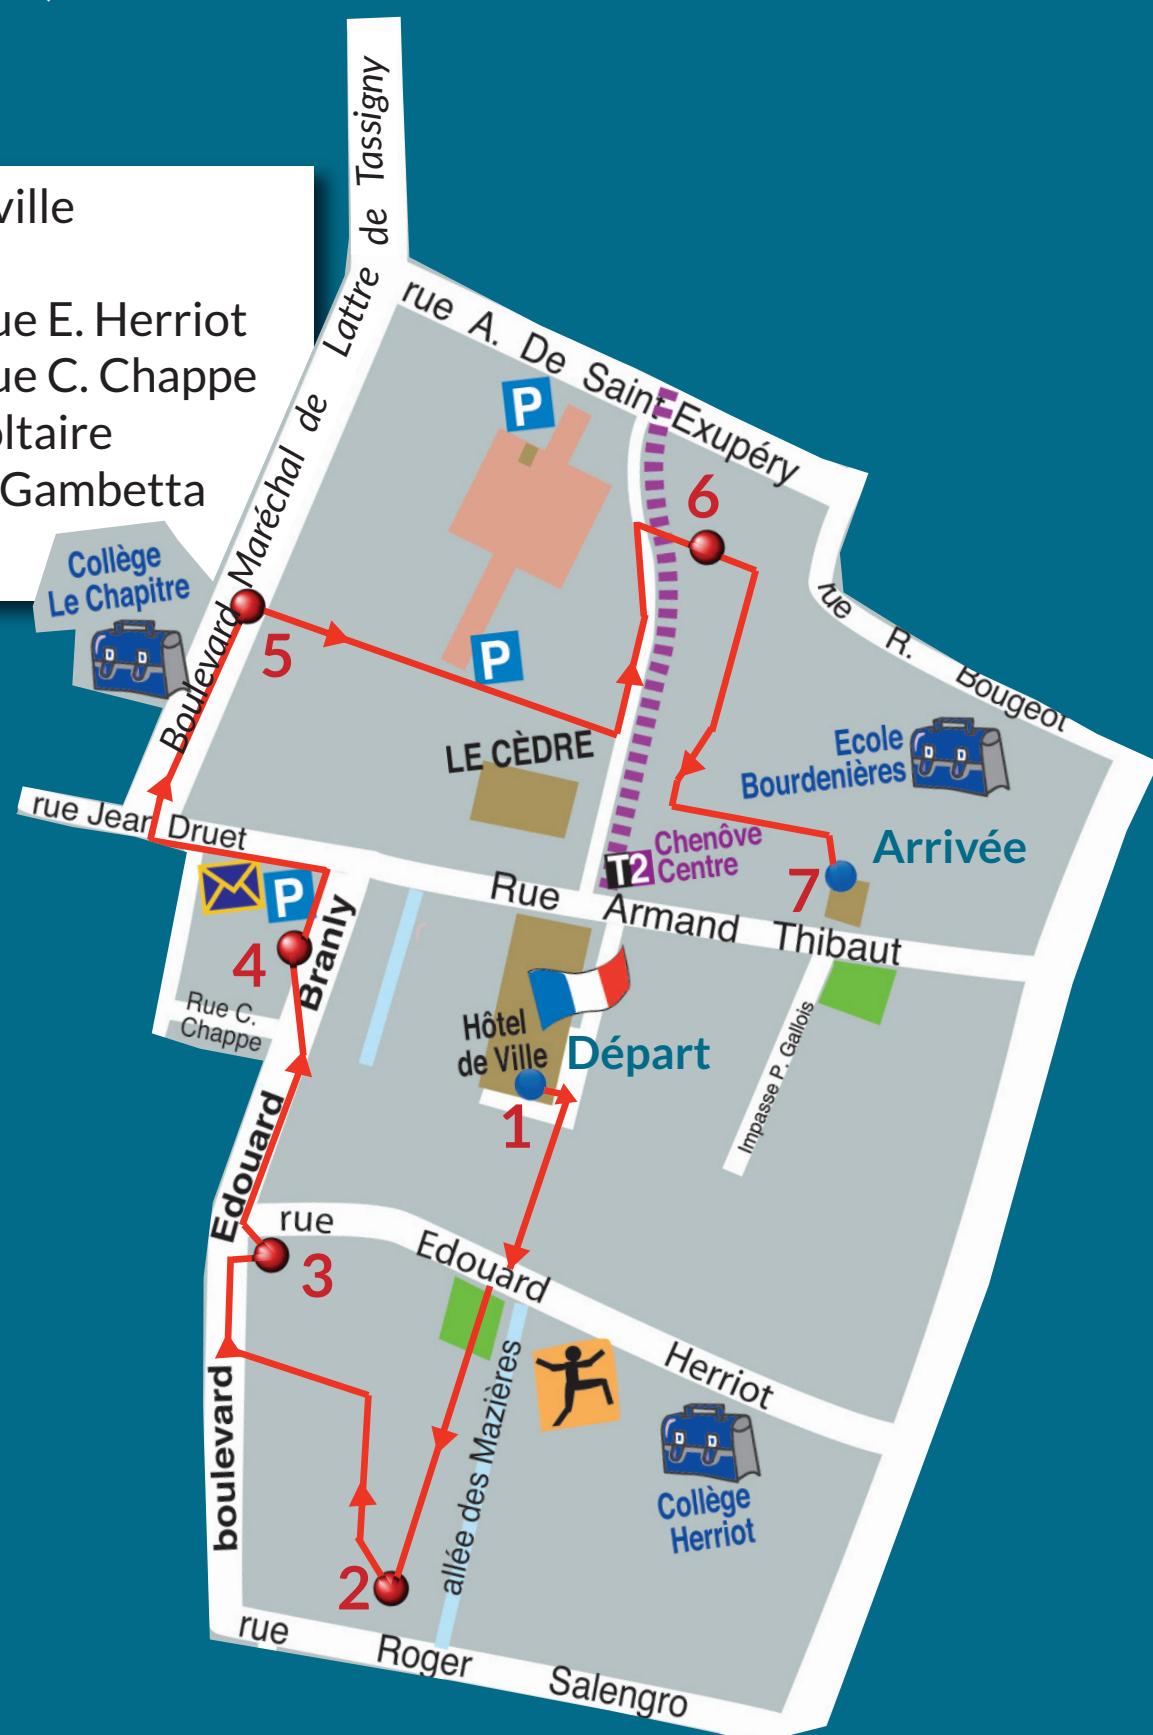 ville
ue E. Herriot
ue C. Chappe
oltaire
Gambetta
Boulevard Maréchal de Lattre de Tassigny
rue A. De Saint Exupéry
P
6
Collège
Le Chapitre
5
P
rue R. Bougeot
LE CÈDRE
Ecole
Bourdenières
rue Jean Druet
T2 Chenôve
Centre
Arrivée
7
P
Rue Armand Thibaut
4
Rue C.
Chappe
Hôtel
de Ville
Départ
1
Impasse P. Gallois
boulevard Edouard Branly
rue Edouard Herriot
3
allée des Mazières
Collège
Herriot
2
rue Roger Salengro